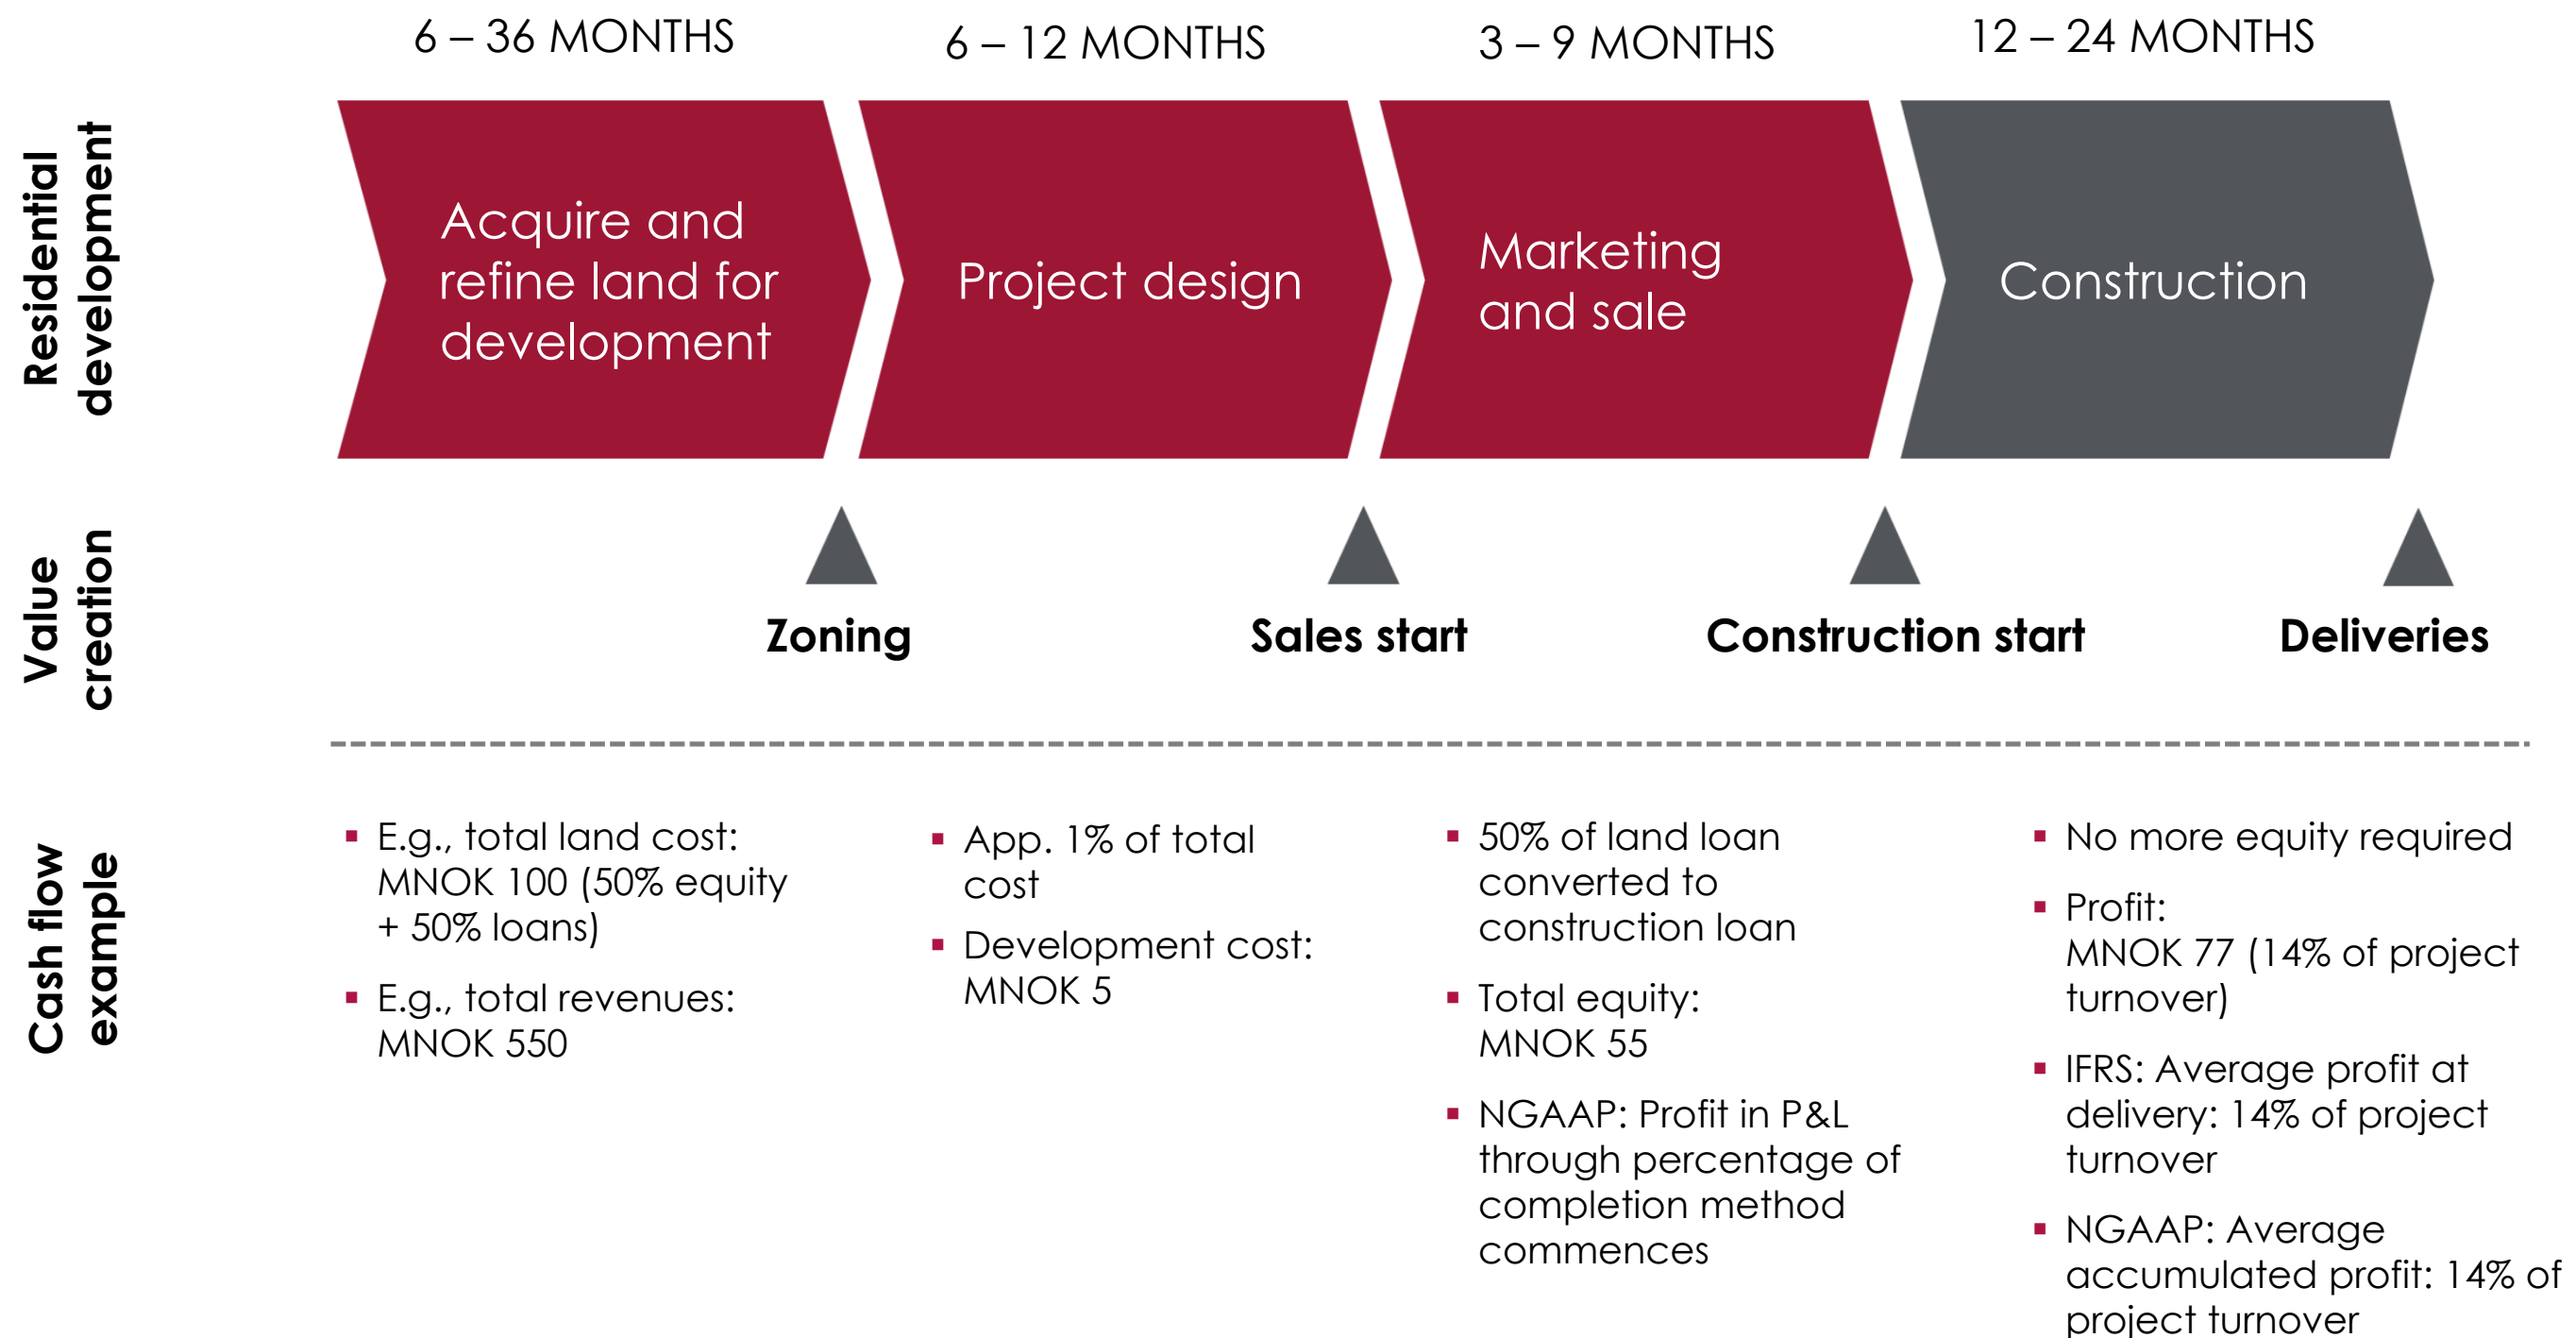 6 – 36 MONTHS
6 – 12 MONTHS
3 – 9 MONTHS
12 – 24 MONTHS
Residential
development
Acquire and
refine land for
development
Project design
Marketing
and sale
Construction
Value
creation
Zoning
Sales start
Construction start
Deliveries
Cash flow
example
▪ E.g., total land cost:
MNOK 100 (50% equity
+ 50% loans)
▪ E.g., total revenues:
MNOK 550
▪ App. 1% of total
cost
▪ Development cost:
MNOK 5
▪ 50% of land loan
converted to
construction loan
▪ Total equity:
MNOK 55
▪ NGAAP: Profit in P&L
through percentage of
completion method
commences
▪ No more equity required
▪ Profit:
MNOK 77 (14% of project
turnover)
▪ IFRS: Average profit at
delivery: 14% of project
turnover
▪ NGAAP: Average
accumulated profit: 14% of
project turnover